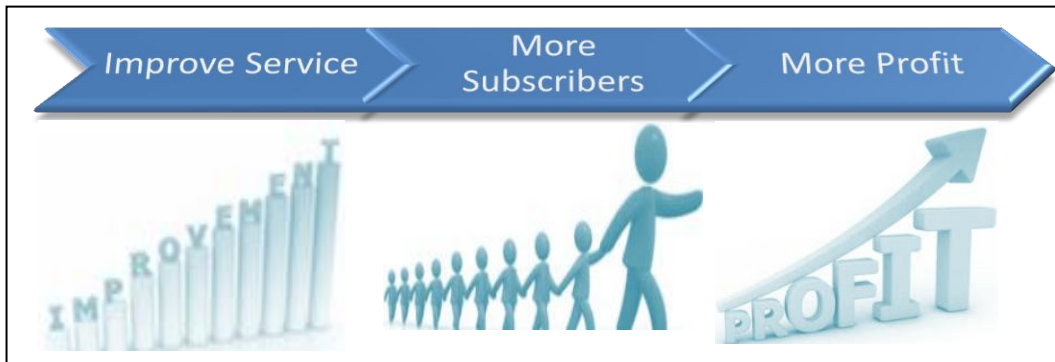 Improve Service
More
Subscribers
More Profit
IMPROVEMENT
PROFIT